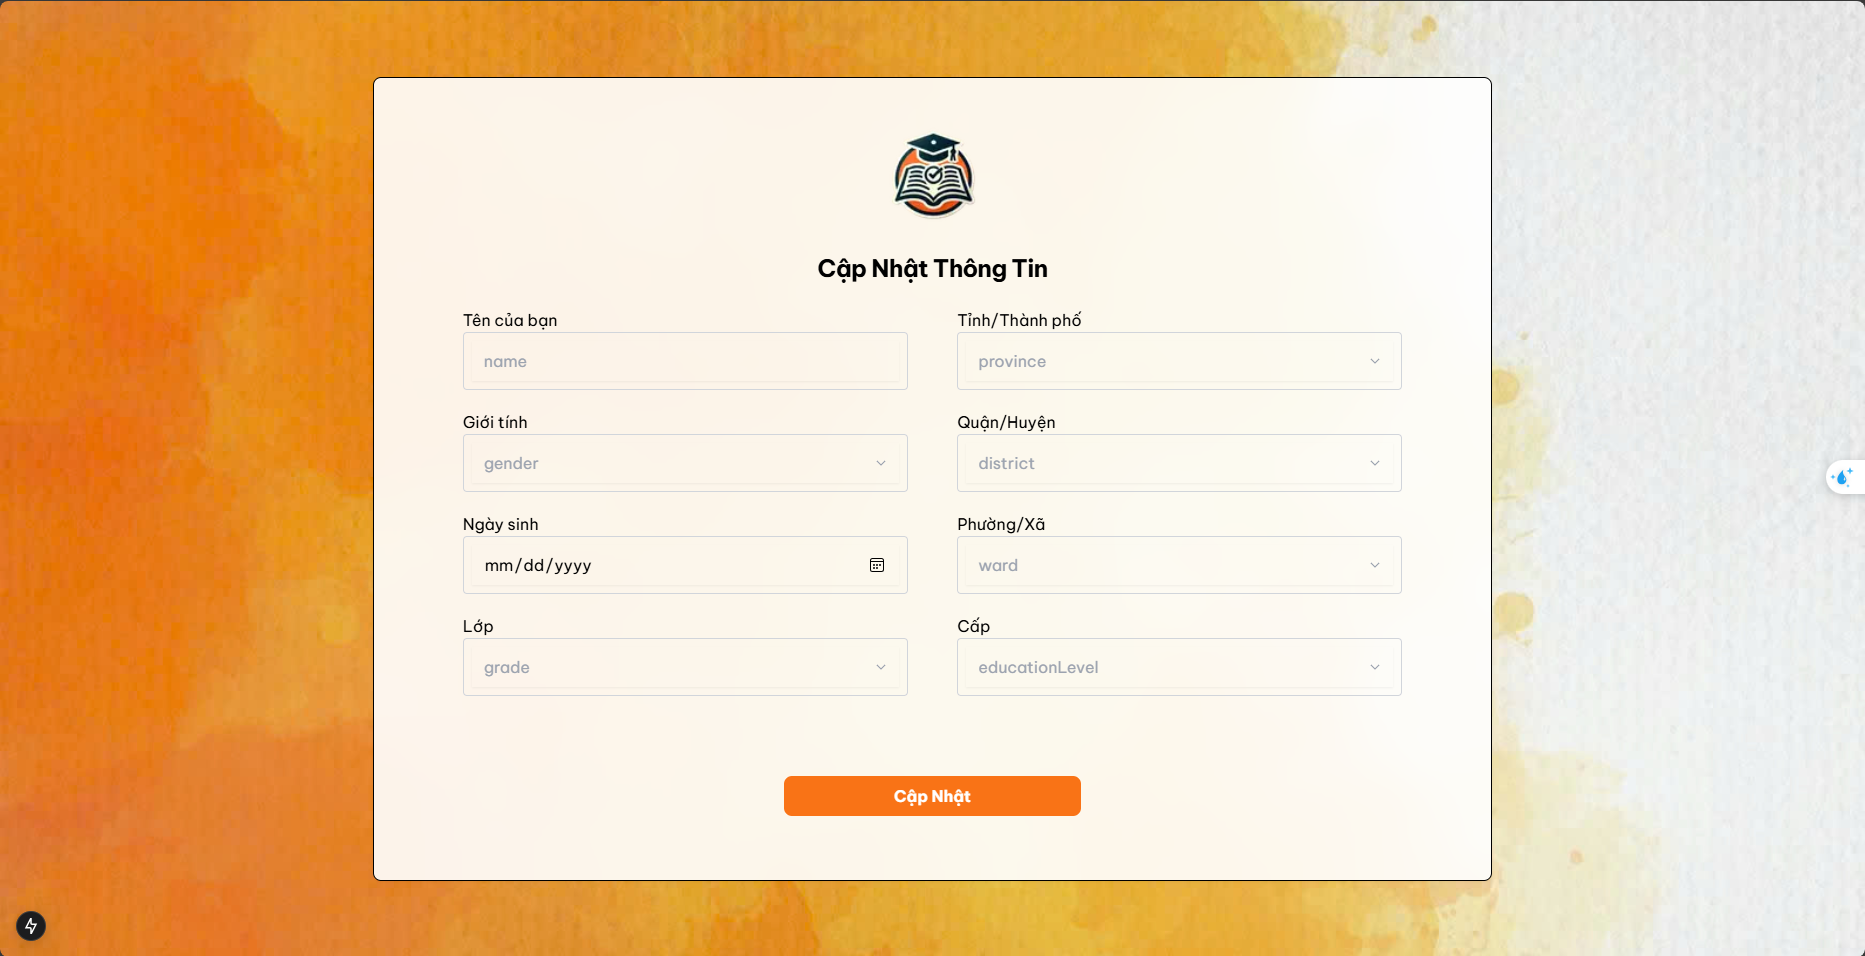 Cập Nhật Thông Tin
Tên của bạn
name
Tỉnh/Thành phố
province
Giới tính
gender
Quận/Huyện
district
Ngày sinh
mm/dd/yyyy
Phường/Xã
ward
Lớp
grade
Cấp
educationLevel
Cập Nhật